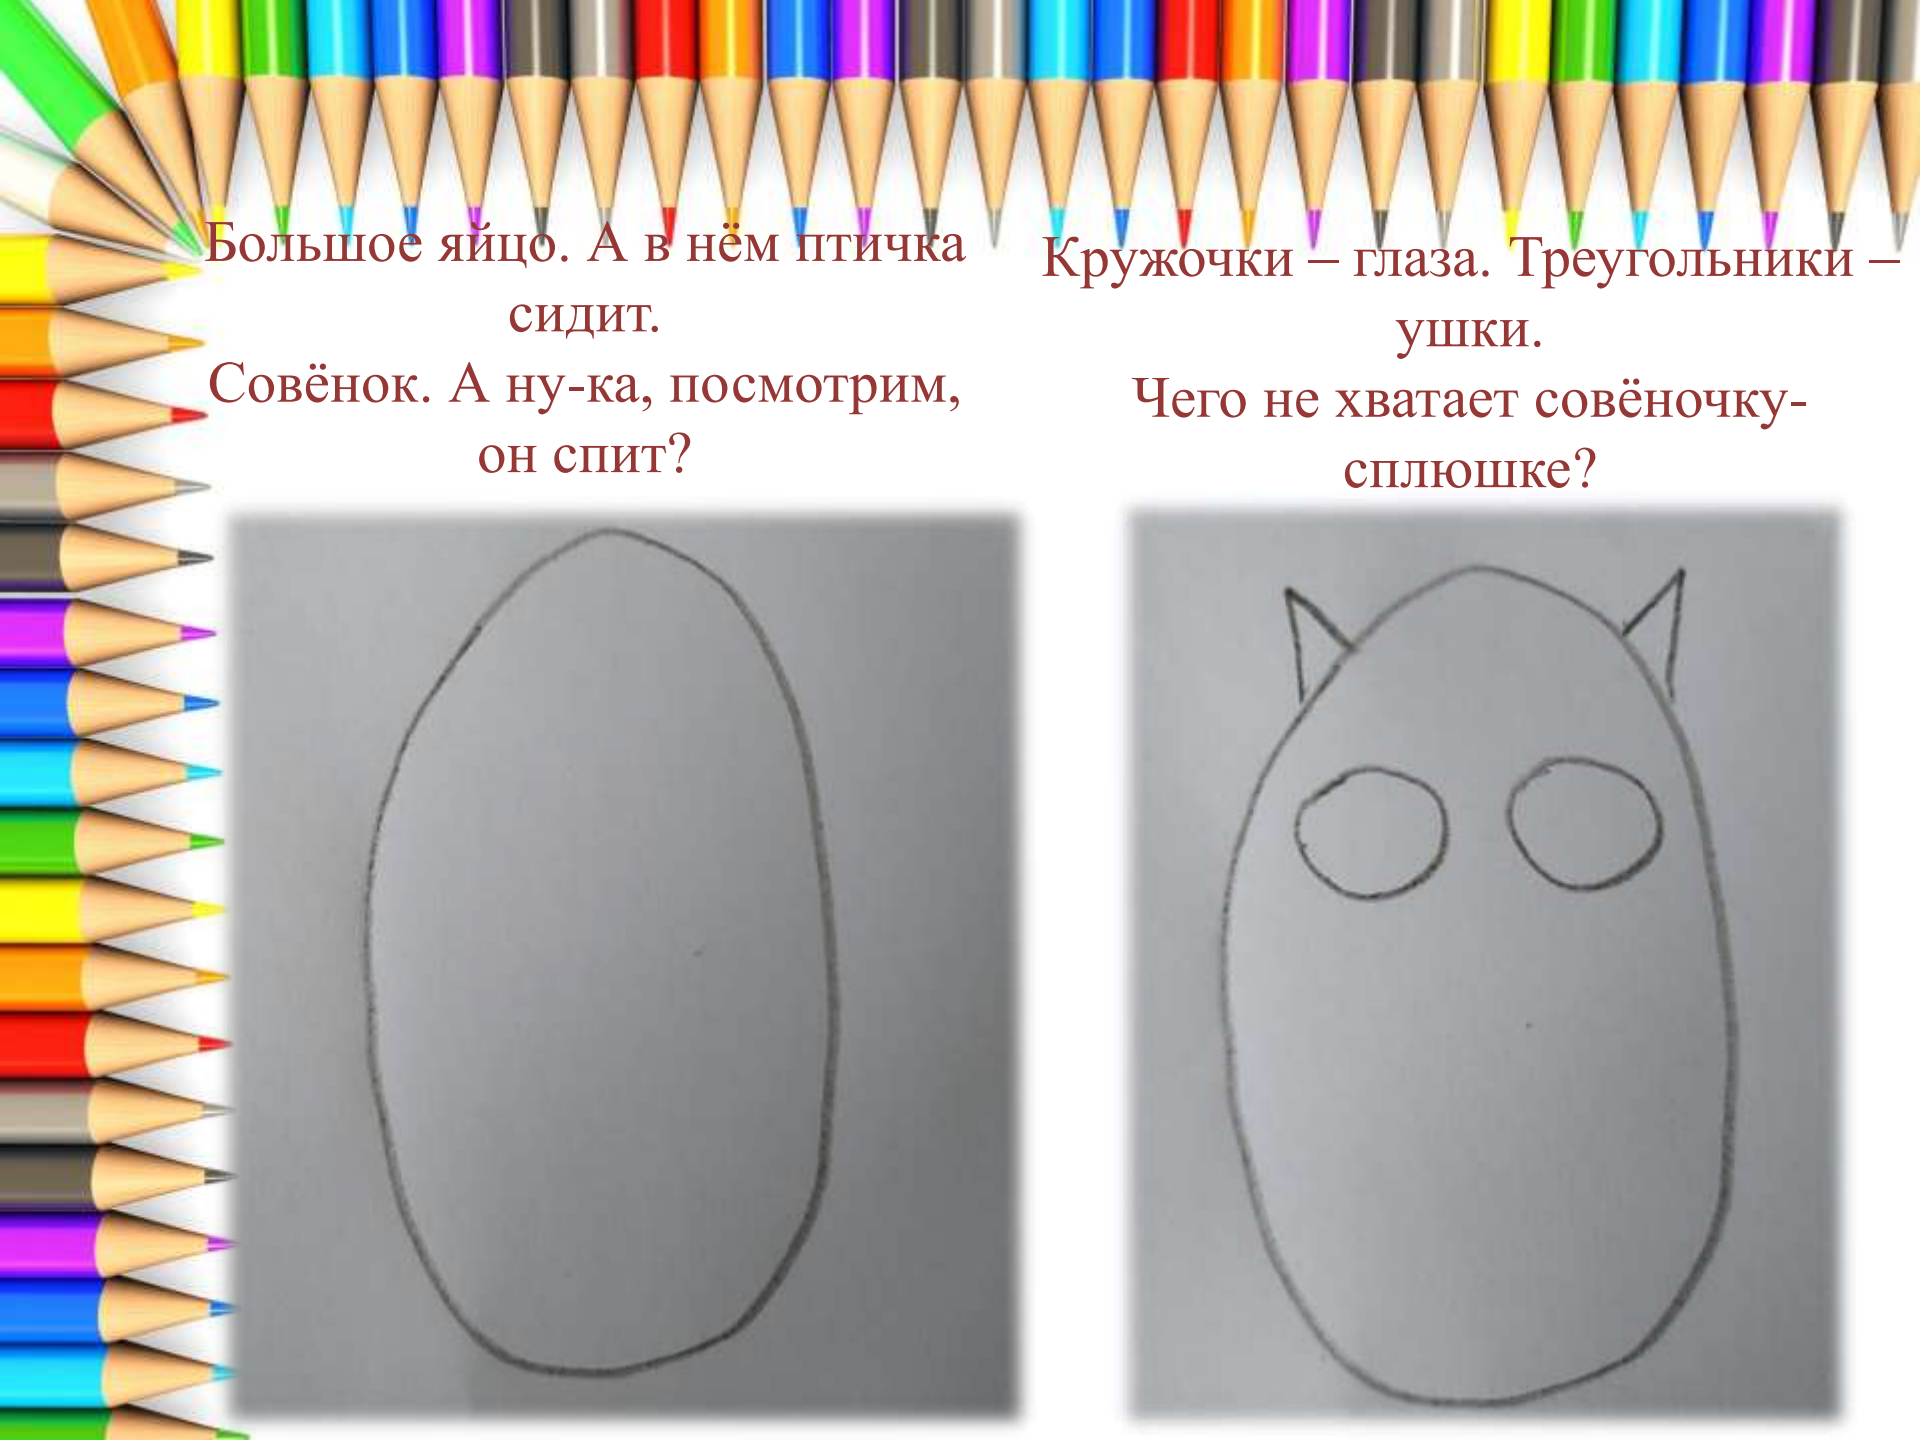 Большое яйцо. А в нём птичка
сидит.
Совёнок. А ну-ка, посмотрим,
он спит?
Кружочки – глаза. Треугольники –
ушки.
Чего не хватает совёночку-
сплюшке?